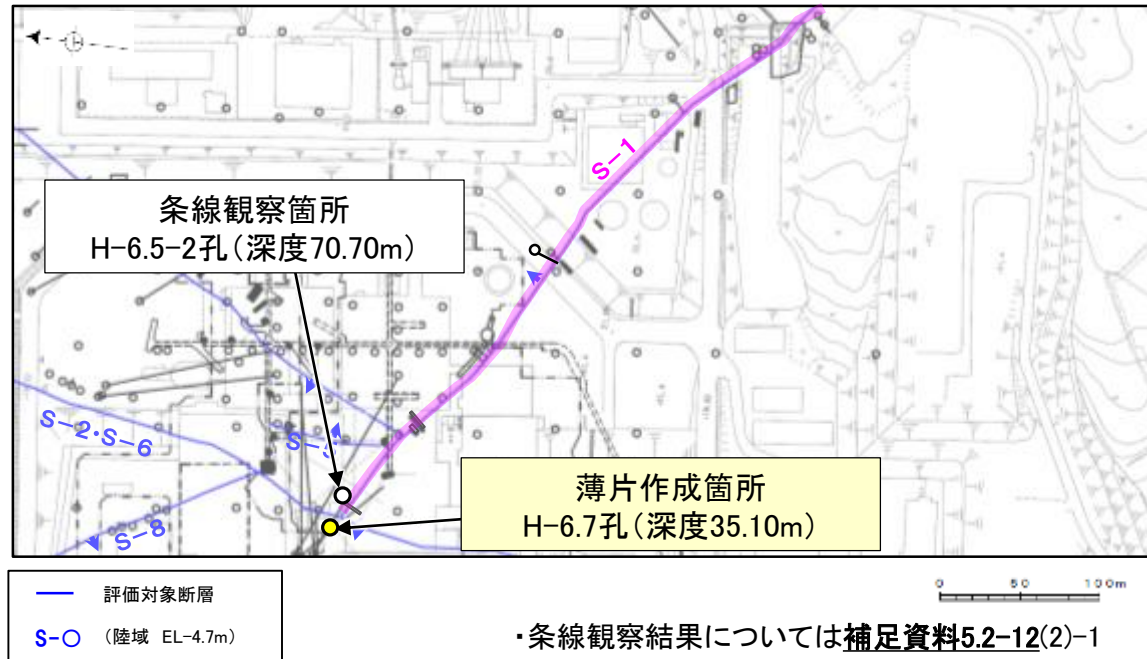 S-1
条線観察箇所
H-6.5-2孔(深度70.70m)
S-2・S-6
S-8
薄片作成箇所
H-6.7孔(深度35.10m)
評価対象断層
S-○ (陸域 EL-4.7m)
0 50 100m
・条線観察結果については補足資料5.2-12(2)-1